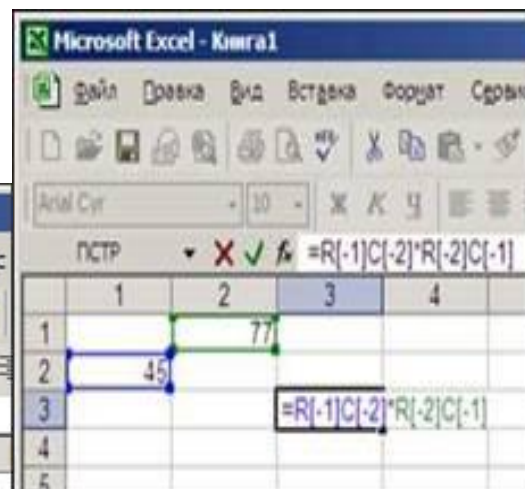 Microsoft Excel - Книга1
Файл Правка Вид Вставка Формат Сервис
Arial Cyr 10 Ж К Ч
ПСТР =R[-1]C[-2]*R[-2]C[-1]
1 2 3 4
1 77
2 45
3 =R[-1]C[-2]*R[-2]C[-1]
4
5